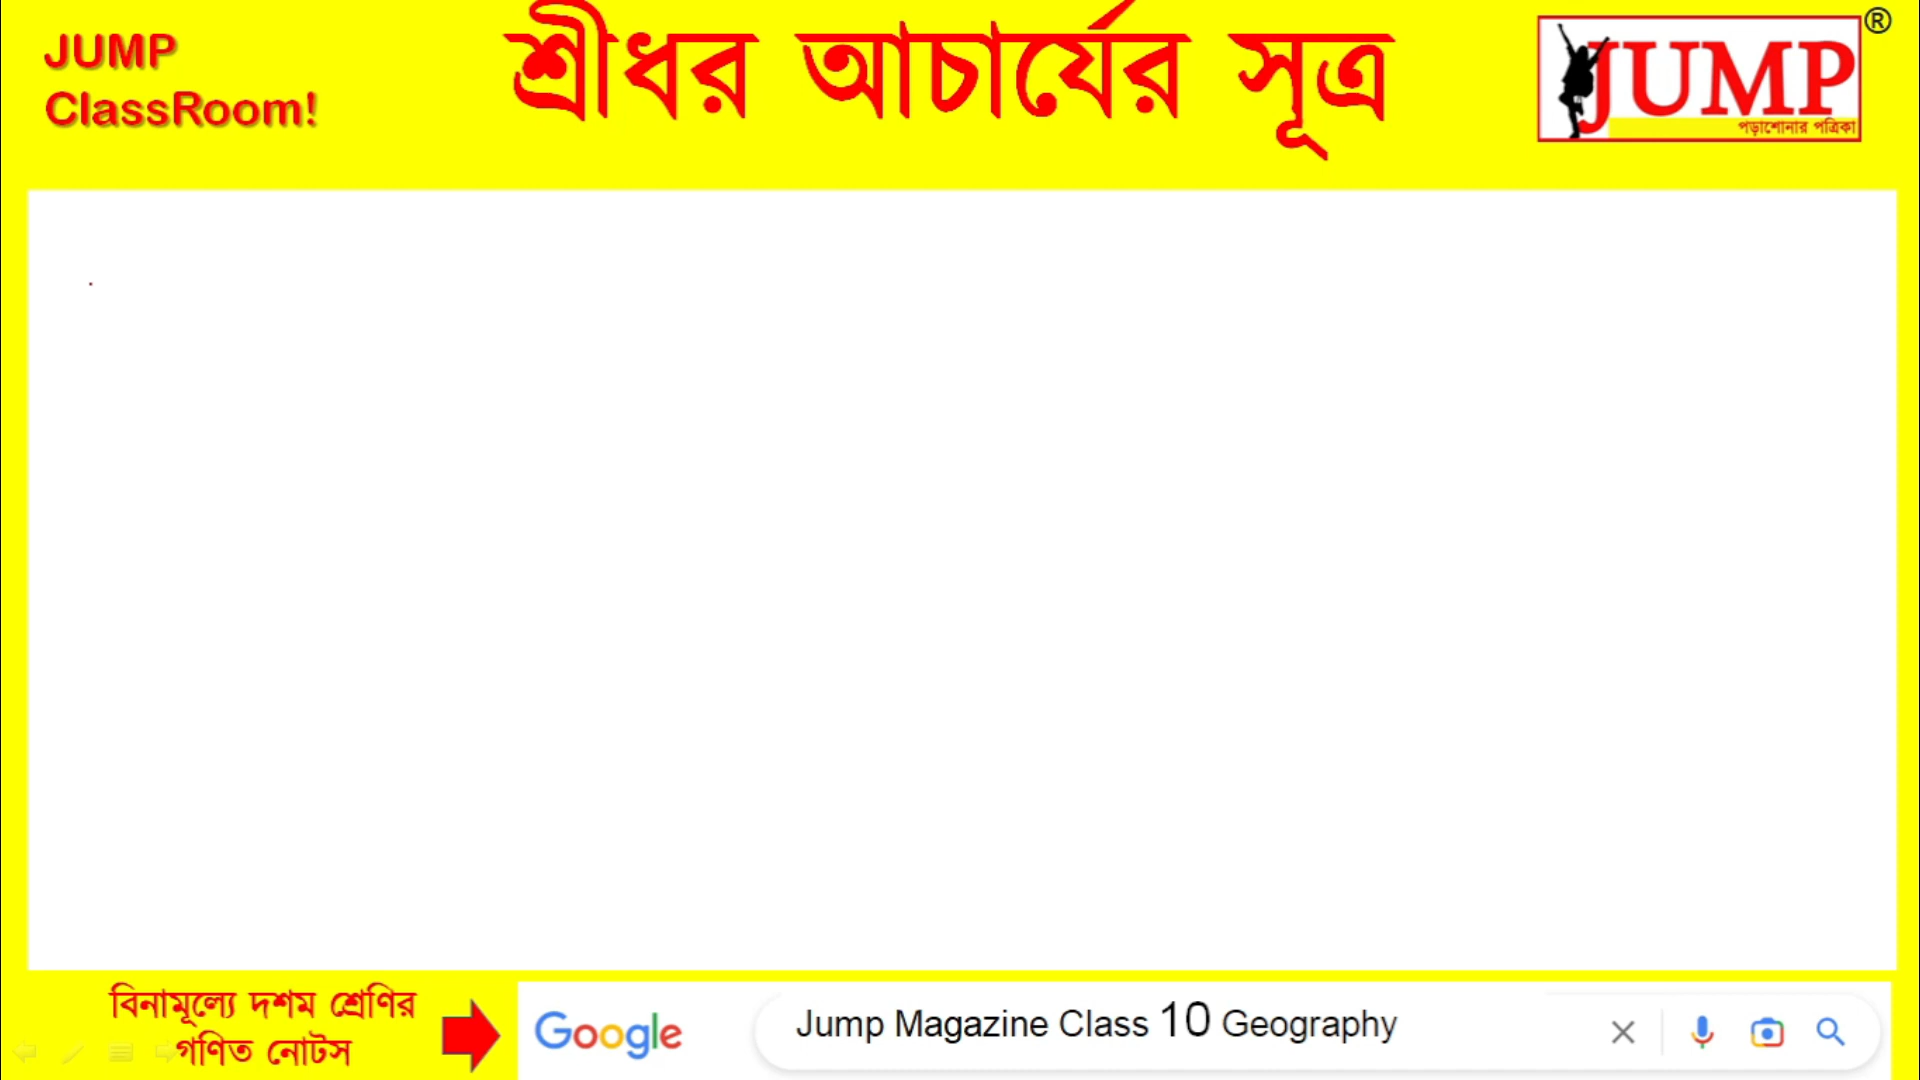 JUMP
ClassRoom!
শ্রীধর আচার্যের সূত্র
®
JUMP
পড়াশোনার পত্রিকা
বিনামূল্যে দশম শ্রেণির
গণিত নোটস
Google
Jump Magazine Class 10 Geography